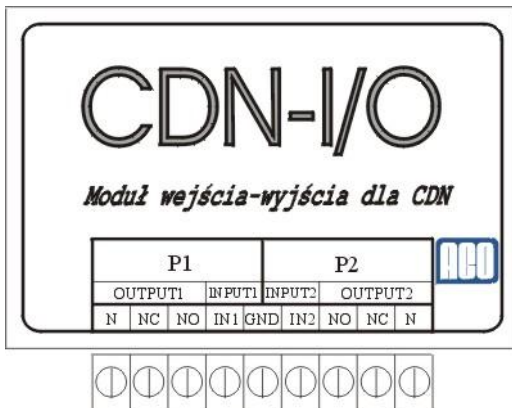 CDN-I/O
Moduł wejścia-wyjścia dla CDN
ACO
P1 P2
OUTPUT1 INPUT1 INPUT2 OUTPUT2
N NC NO IN1 GND IN2 NO NC N